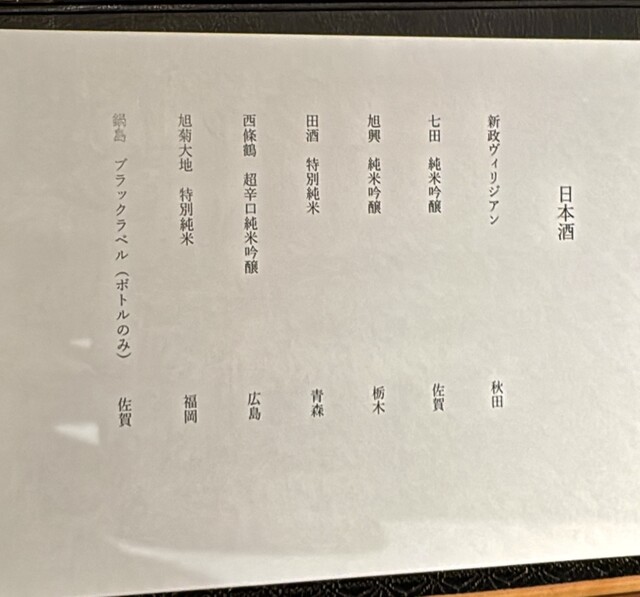 日本酒
新政ヴィリジアン 秋田
七田 純米吟醸 佐賀
旭興 純米吟醸 栃木
田酒 特別純米 青森
西條鶴 超辛口純米吟醸 広島
旭菊大地 特別純米 福岡
鍋島 ブラックラベル（ボトルのみ） 佐賀